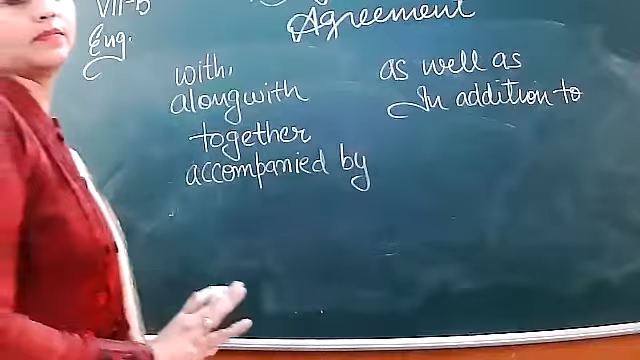 VII-B
Eng.
Agreement
with,
alongwith
together
accompanied by
as well as
In addition to